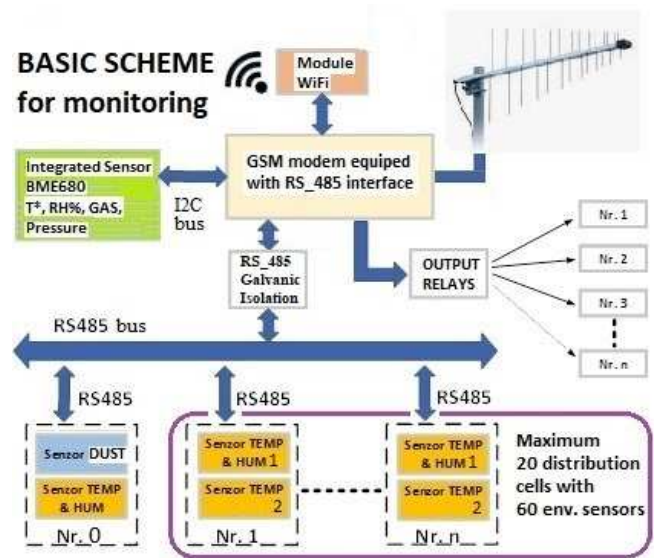 BASIC SCHEME
for monitoring
Module
WiFi
GSM modem equiped
with RS_485 interface
Integrated Sensor
BME680
T*, RH%, GAS,
Pressure
I2C
bus
RS_485
Galvanic
Isolation
OUTPUT
RELAYS
Nr. 1
Nr. 2
Nr. 3
Nr. n
RS485 bus
RS485
RS485
RS485
Senzor DUST
Senzor TEMP
& HUM
Nr. 0
Senzor TEMP
& HUM 1
Senzor TEMP
2
Nr. 1
Senzor TEMP
& HUM 1
Senzor TEMP
2
Nr. n
Maximum
20 distribution
cells with
60 env. sensors